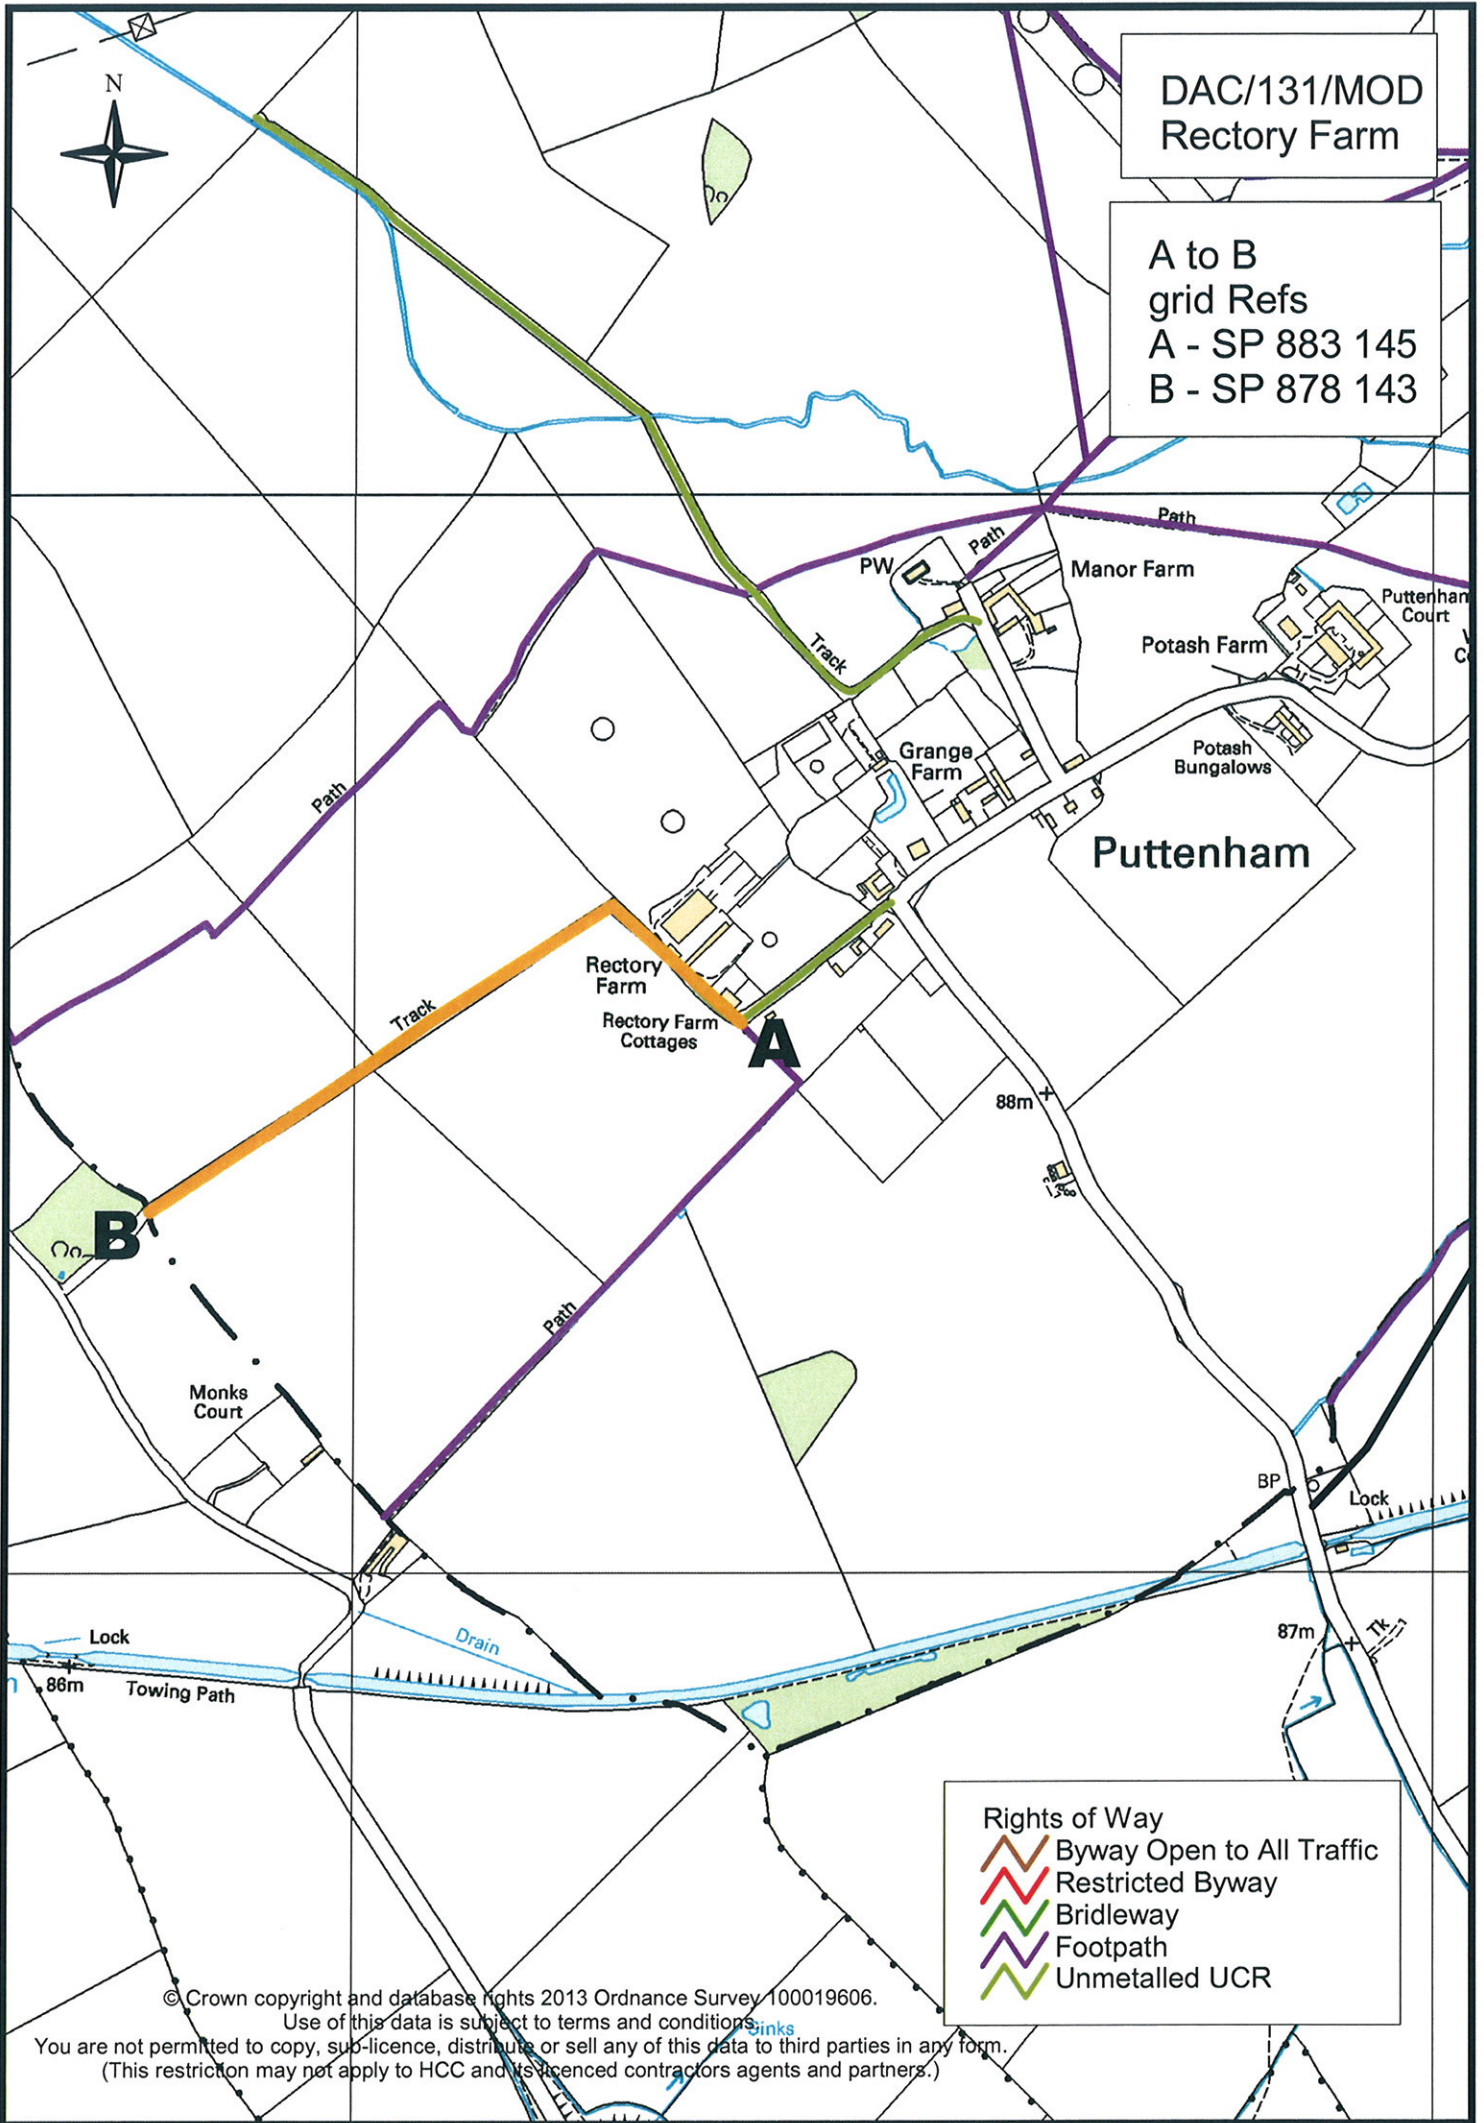 N
DAC/131/MOD
Rectory Farm
A to B
grid Refs
A - SP 883 145
B - SP 878 143
Path
Path
PW
Manor Farm
Puttenham
Court
Potash Farm
Track
Grange
Farm
Potash
Bungalows
Path
Puttenham
Rectory
Farm
Track
Rectory Farm
Cottages
A
88m
B
Path
Monks
Court
BP
Lock
Lock
Drain
87m
Tk
86m
Towing Path
Rights of Way
Byway Open to All Traffic
Restricted Byway
Bridleway
Footpath
Unmetalled UCR
© Crown copyright and database rights 2013 Ordnance Survey 100019606.
Use of this data is subject to terms and conditions.
Sinks
You are not permitted to copy, sub-licence, distribute or sell any of this data to third parties in any form.
(This restriction may not apply to HCC and its licenced contractors agents and partners.)